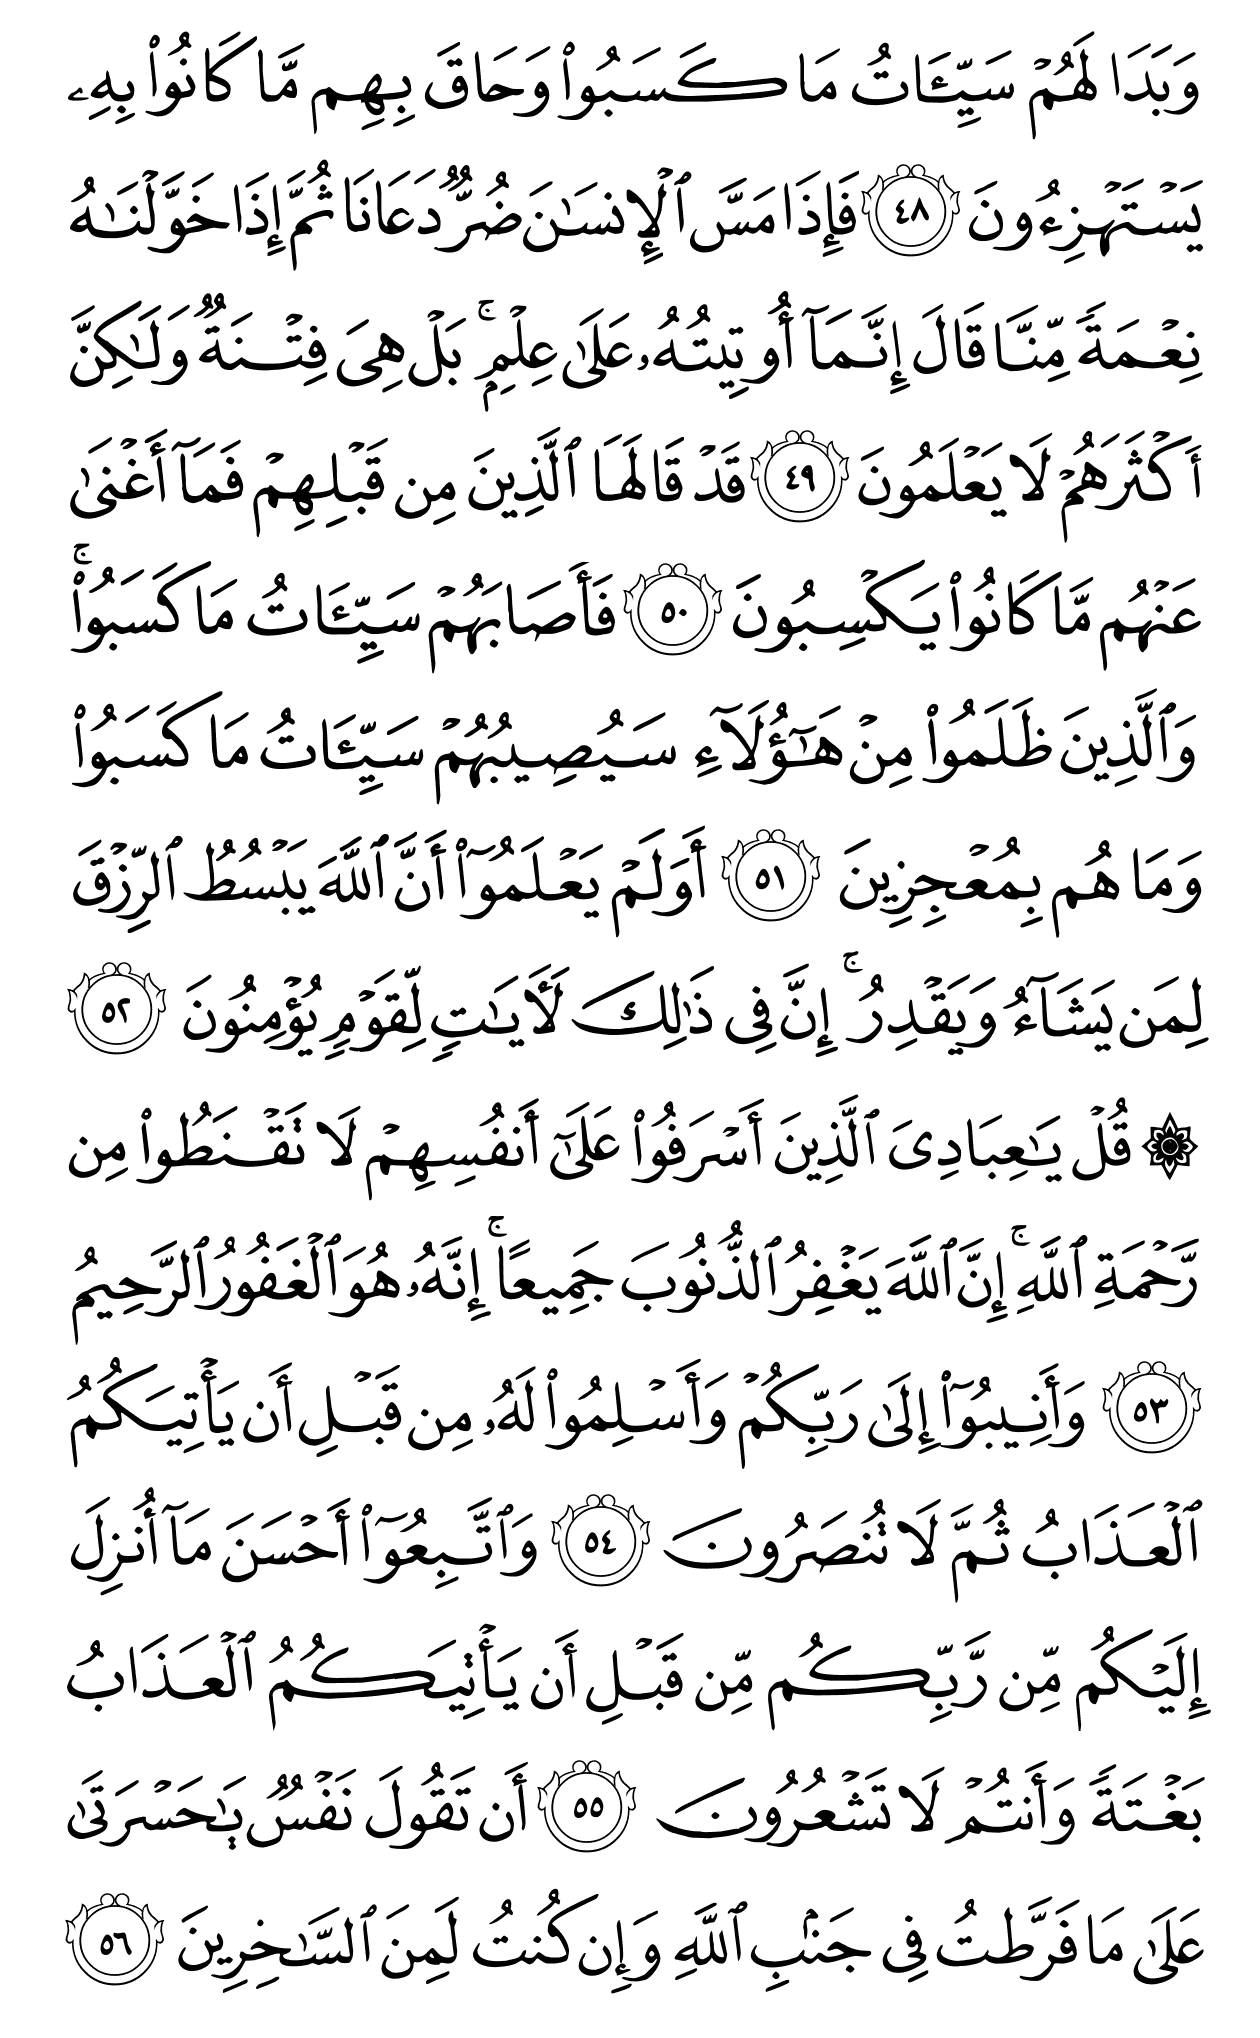 وَبَدَا لَهُمۡ سَيِّـَٔاتُ مَا كَسَبُواْ وَحَاقَ بِهِم مَّا كَانُواْ بِهِۦ
يَسۡتَهۡزِءُونَ ٤٨ فَإِذَا مَسَّ ٱلۡإِنسَٰنَ ضُرّٞ دَعَانَا ثُمَّ إِذَا خَوَّلۡنَٰهُ
نِعۡمَةٗ مِّنَّا قَالَ إِنَّمَآ أُوتِيتُهُۥ عَلَىٰ عِلۡمِۭۚ بَلۡ هِيَ فِتۡنَةٞ وَلَٰكِنَّ
أَكۡثَرَهُمۡ لَا يَعۡلَمُونَ ٤٩ قَدۡ قَالَهَا ٱلَّذِينَ مِن قَبۡلِهِمۡ فَمَآ أَغۡنَىٰ
عَنۡهُم مَّا كَانُواْ يَكۡسِبُونَ ٥٠ فَأَصَابَهُمۡ سَيِّـَٔاتُ مَا كَسَبُواْۚ
وَٱلَّذِينَ ظَلَمُواْ مِنۡ هَٰٓؤُلَآءِ سَيُصِيبُهُمۡ سَيِّـَٔاتُ مَا كَسَبُواْ
وَمَا هُم بِمُعۡجِزِينَ ٥١ أَوَلَمۡ يَعۡلَمُوٓاْ أَنَّ ٱللَّهَ يَبۡسُطُ ٱلرِّزۡقَ
لِمَن يَشَآءُ وَيَقۡدِرُۚ إِنَّ فِي ذَٰلِكَ لَأٓيَٰتٖ لِّقَوۡمٖ يُؤۡمِنُونَ ٥٢
۞ قُلۡ يَٰعِبَادِيَ ٱلَّذِينَ أَسۡرَفُواْ عَلَىٰٓ أَنفُسِهِمۡ لَا تَقۡنَطُواْ مِن
رَّحۡمَةِ ٱللَّهِۚ إِنَّ ٱللَّهَ يَغۡفِرُ ٱلذُّنُوبَ جَمِيعًاۚ إِنَّهُۥ هُوَ ٱلۡغَفُورُ ٱلرَّحِيمُ
٥٣ وَأَنِيبُوٓاْ إِلَىٰ رَبِّكُمۡ وَأَسۡلِمُواْ لَهُۥ مِن قَبۡلِ أَن يَأۡتِيَكُمُ
ٱلۡعَذَابُ ثُمَّ لَا تُنصَرُونَ ٥٤ وَٱتَّبِعُوٓاْ أَحۡسَنَ مَآ أُنزِلَ
إِلَيۡكُم مِّن رَّبِّكُم مِّن قَبۡلِ أَن يَأۡتِيَكُمُ ٱلۡعَذَابُ
بَغۡتَةٗ وَأَنتُمۡ لَا تَشۡعُرُونَ ٥٥ أَن تَقُولَ نَفۡسٞ يَٰحَسۡرَتَىٰ
عَلَىٰ مَا فَرَّطتُ فِي جَنۢبِ ٱللَّهِ وَإِن كُنتُ لَمِنَ ٱلسَّٰخِرِينَ ٥٦